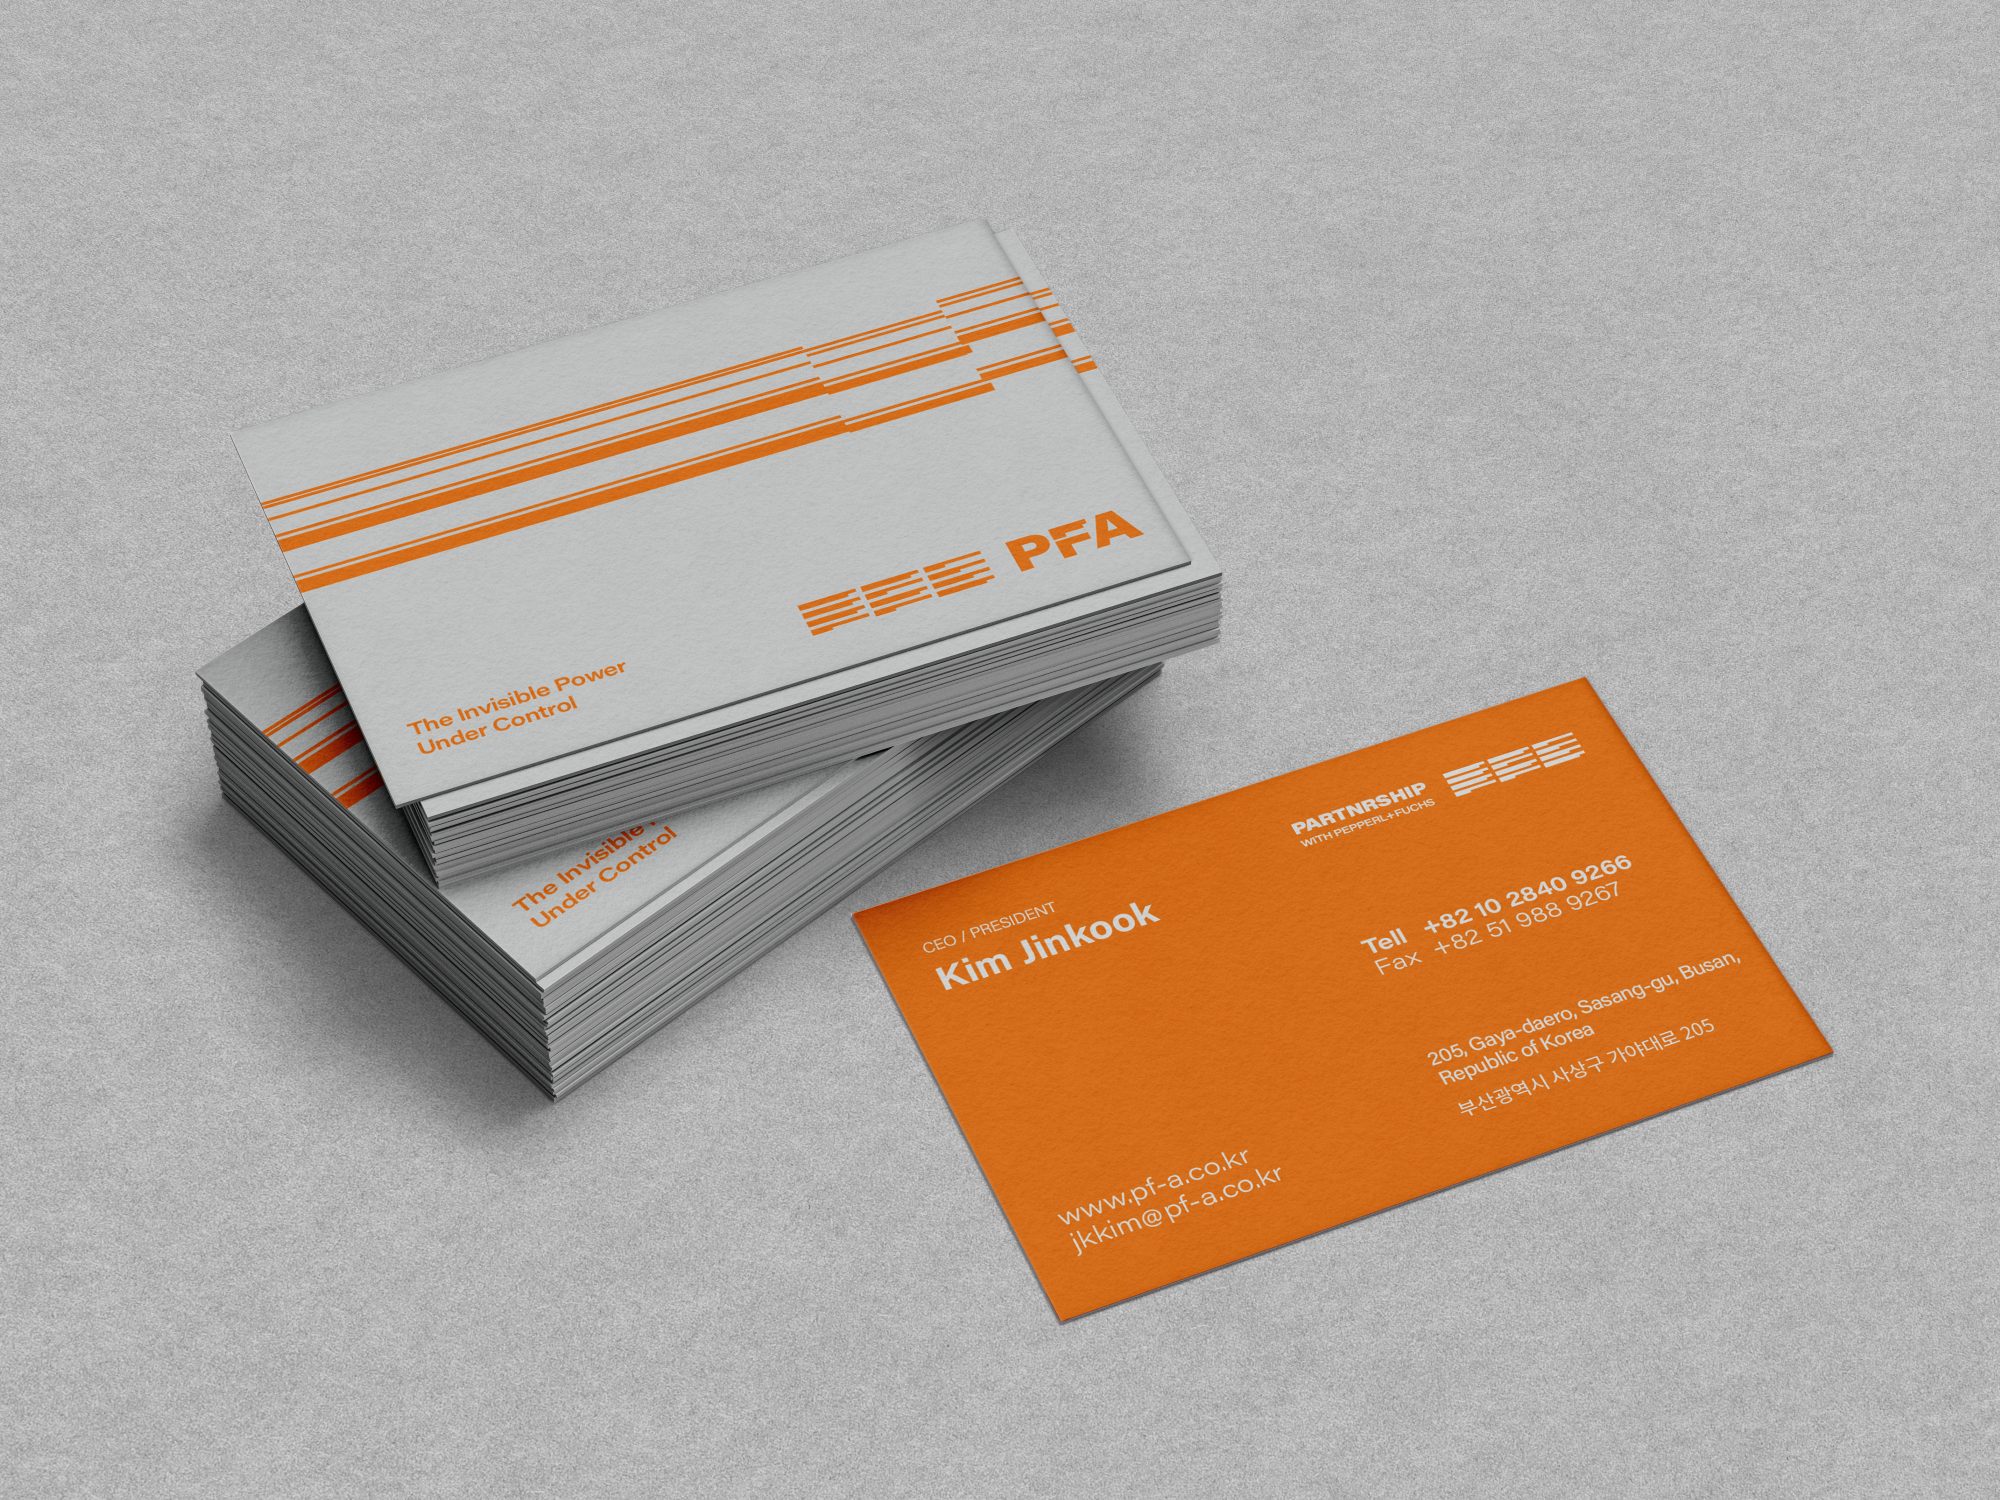 PFA
The Invisible Power
Under Control
The Invisible
Under Control
PARTNRSHIP
WITH PEPPERL+FUCHS
CEO / PRESIDENT
Kim Jinkook
Tell +82 10 2840 9266
Fax +82 51 988 9267
205, Gaya-daero, Sasang-gu, Busan,
Republic of Korea
부산광역시 사상구 가야대로 205
www.pf-a.co.kr
jkkim@pf-a.co.kr